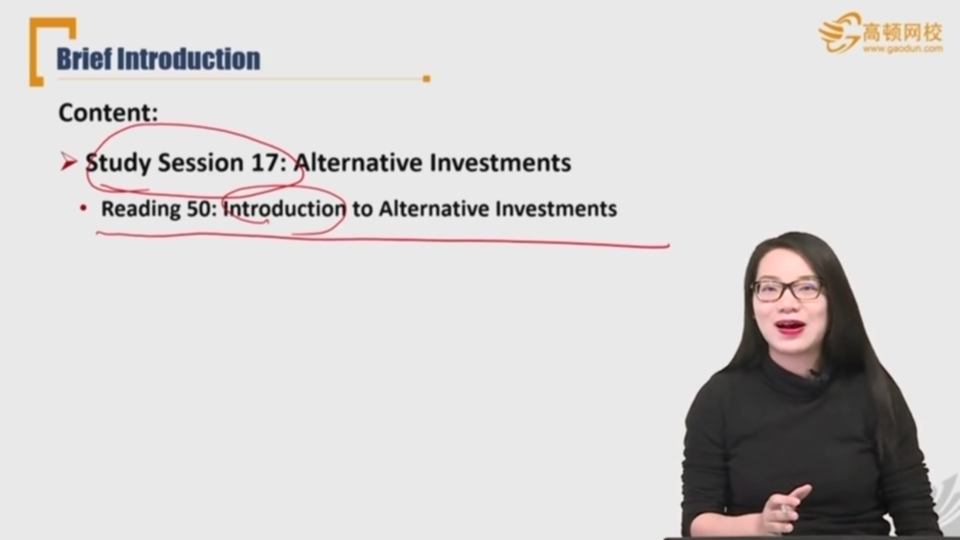 高顿网校
www.gaodun.com
Brief Introduction
Content:
Study Session 17: Alternative Investments
Reading 50: Introduction to Alternative Investments